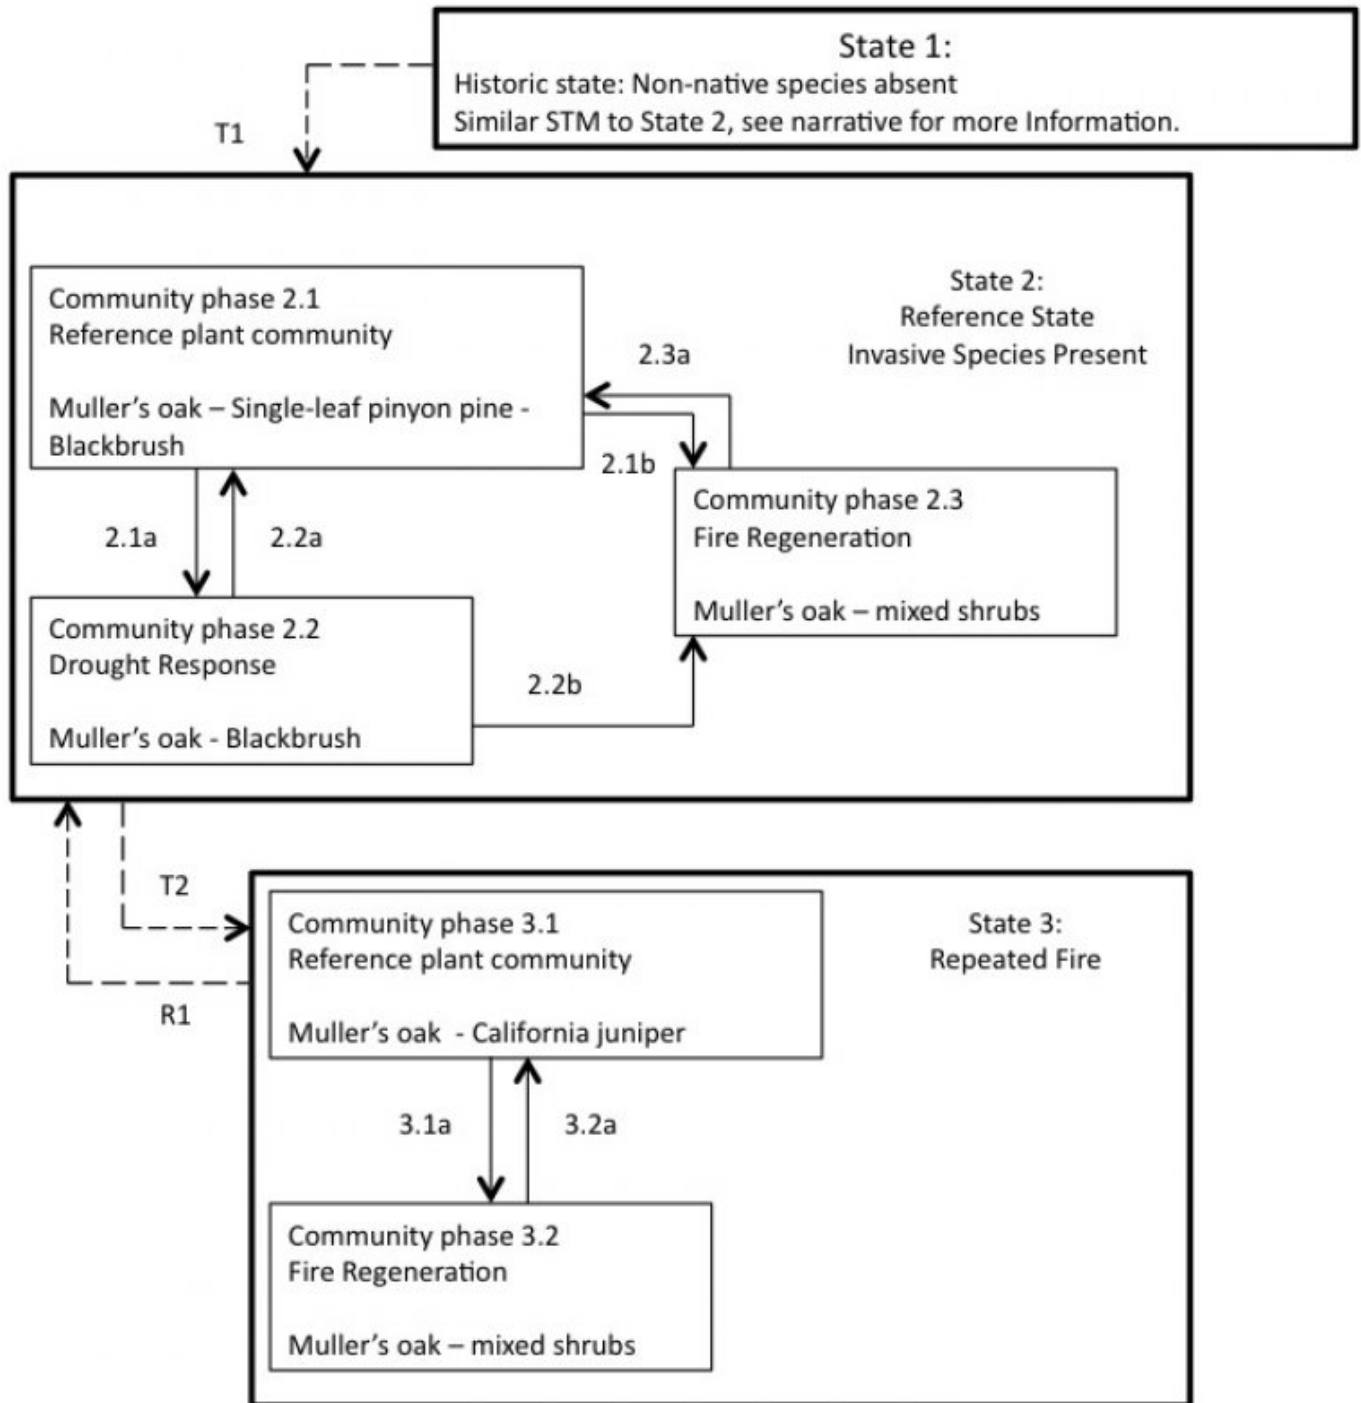 State 1:
Historic state: Non-native species absent
Similar STM to State 2, see narrative for more Information.
T1
State 2:
Reference State
Invasive Species Present
Community phase 2.1
Reference plant community
Muller’s oak – Single-leaf pinyon pine -
Blackbrush
2.3a
2.1b
Community phase 2.3
Fire Regeneration
Muller’s oak – mixed shrubs
2.1a
2.2a
Community phase 2.2
Drought Response
Muller’s oak - Blackbrush
2.2b
T2
R1
State 3:
Repeated Fire
Community phase 3.1
Reference plant community
Muller’s oak  - California juniper
3.1a
3.2a
Community phase 3.2
Fire Regeneration
Muller’s oak – mixed shrubs